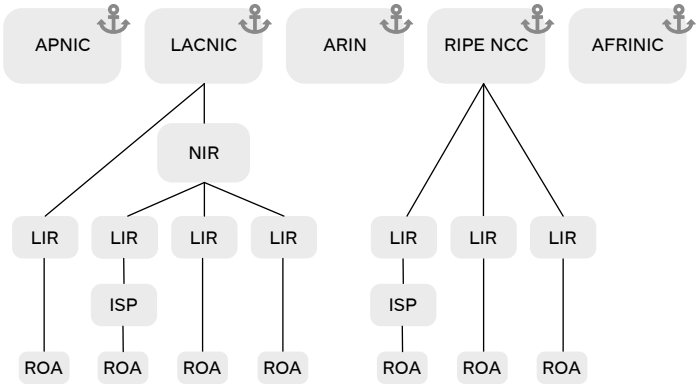 APNIC
LACNIC
ARIN
RIPE NCC
AFRINIC
NIR
LIR
LIR
LIR
LIR
LIR
LIR
LIR
ISP
ISP
ROA
ROA
ROA
ROA
ROA
ROA
ROA